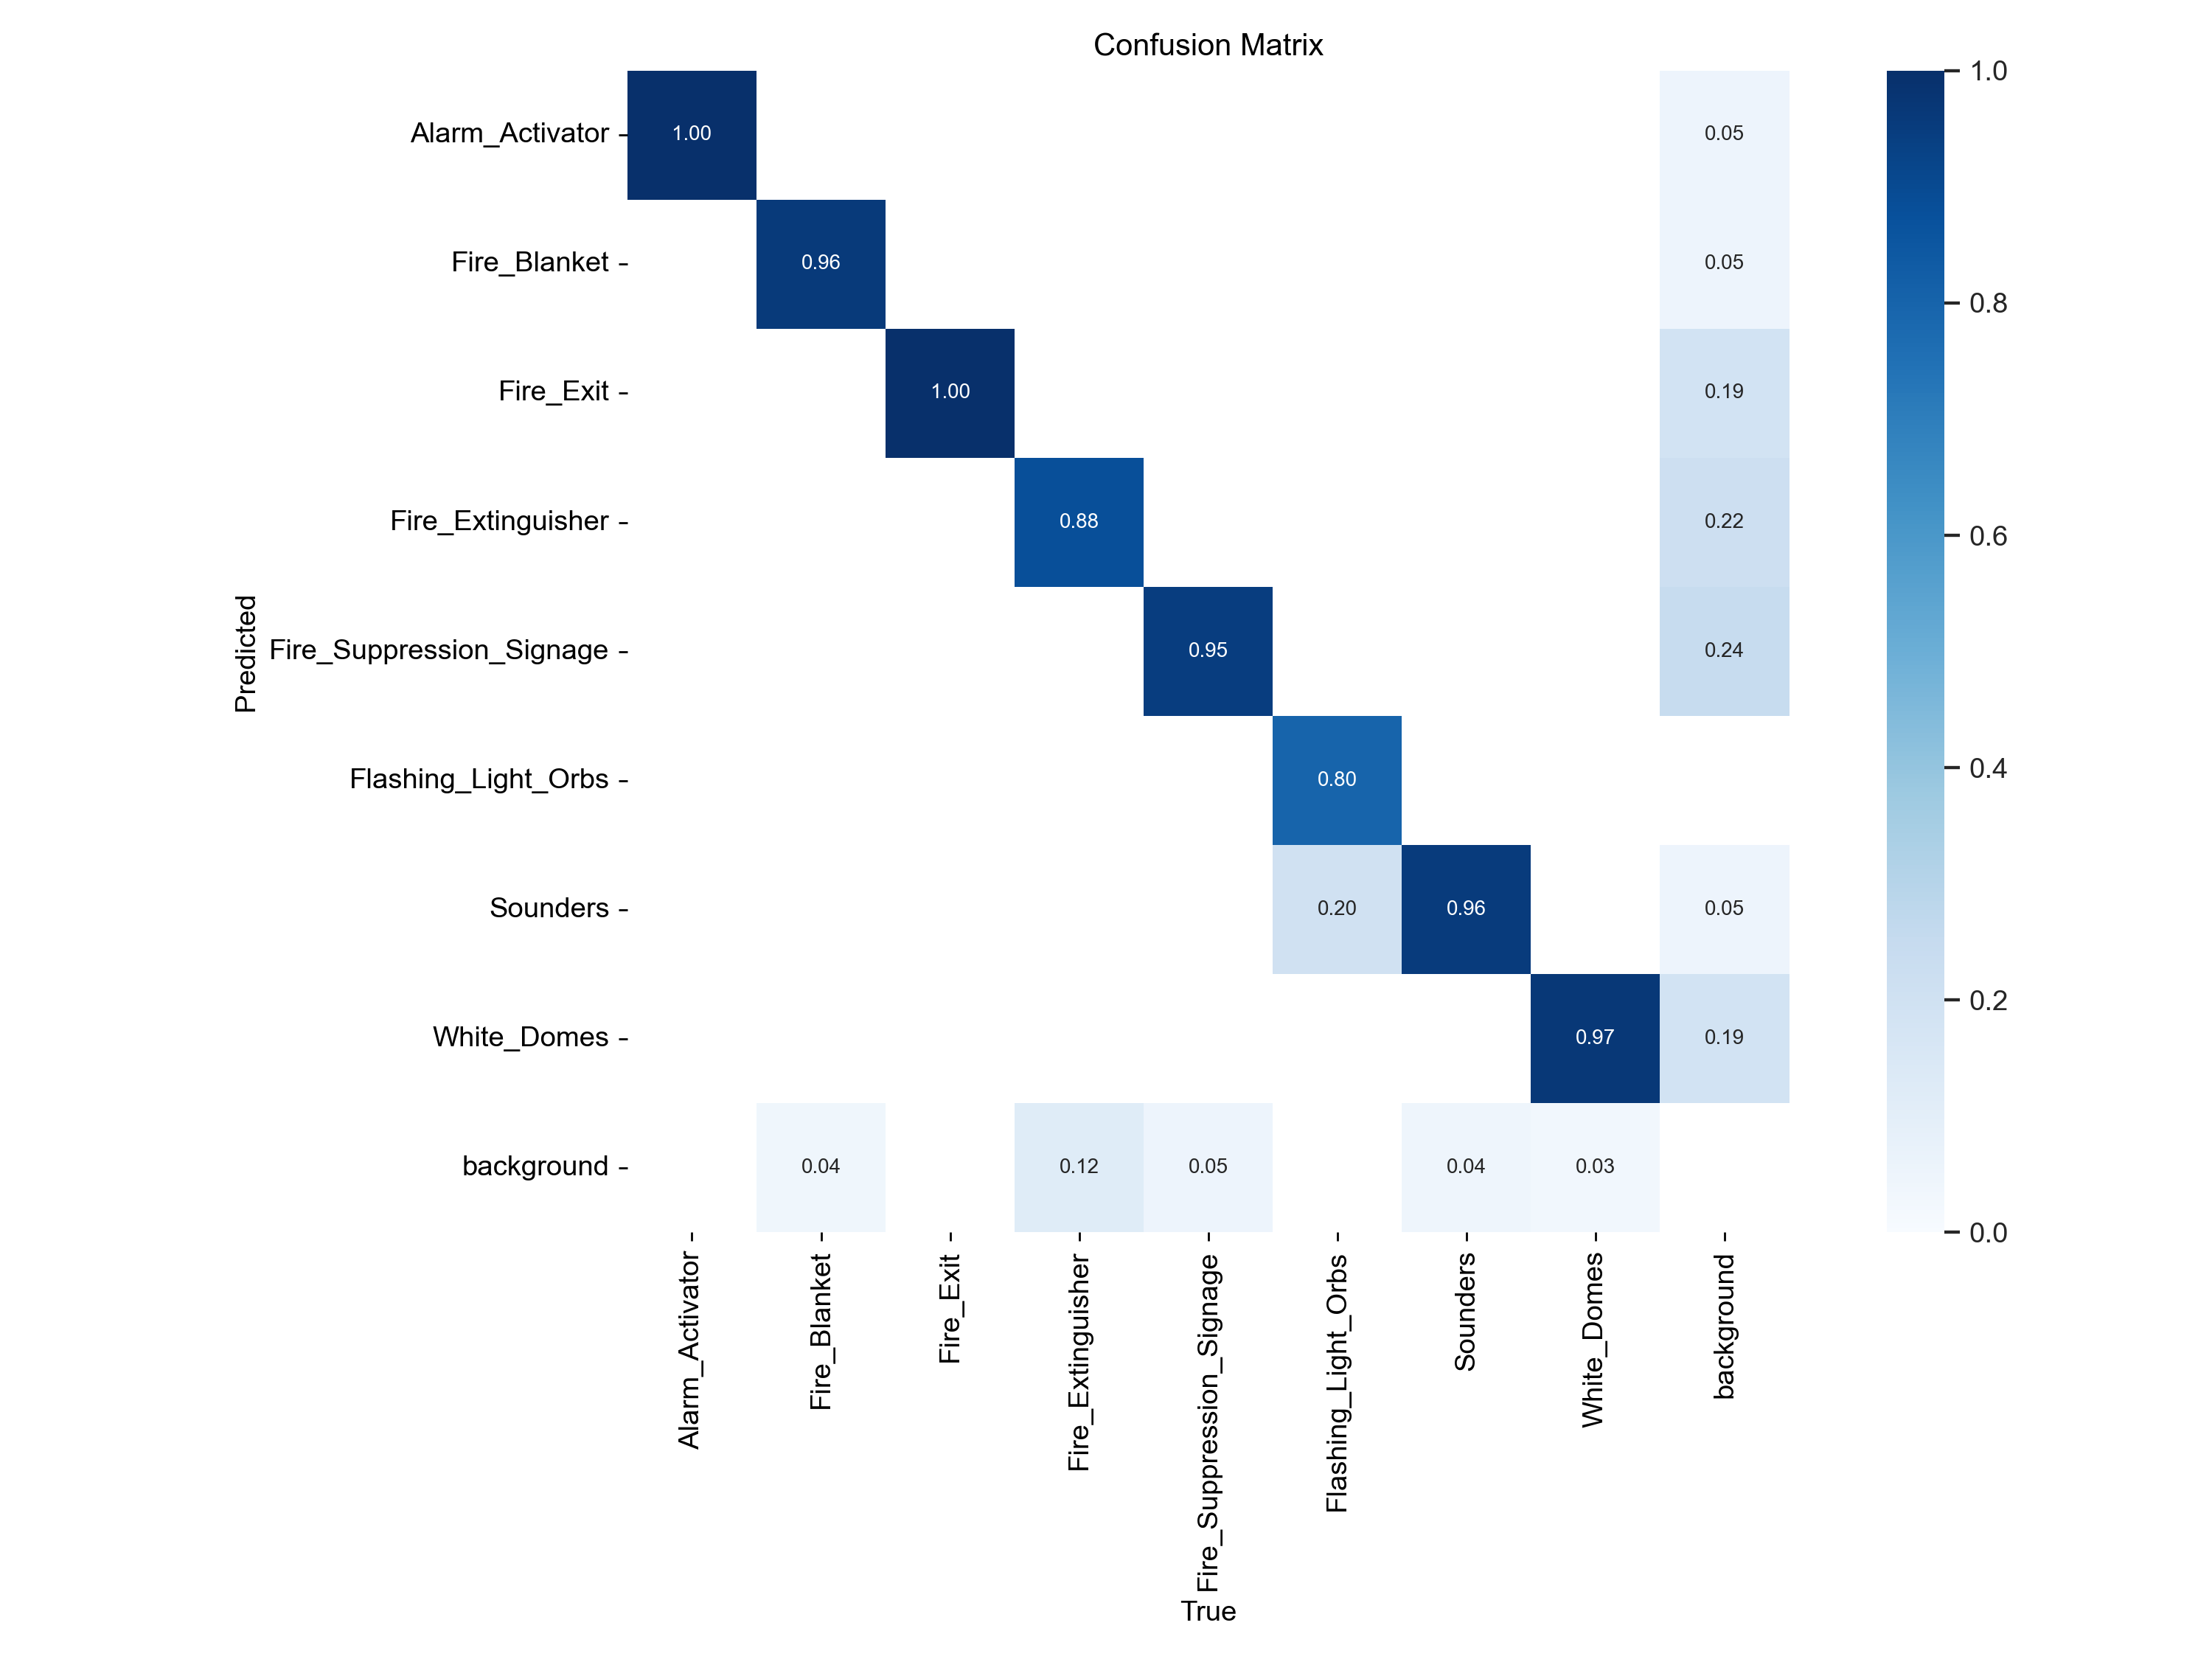 Confusion Matrix
Alarm_Activator 1.00 0.05 1.0
Fire_Blanket 0.96 0.05
0.8
Fire_Exit 1.00 0.19
Fire_Extinguisher 0.88 0.22
0.6
Predicted
Fire_Suppression_Signage 0.95 0.24
Flashing_Light_Orbs 0.80
0.4
Sounders 0.20 0.96 0.05
0.2
White_Domes 0.97 0.19
background 0.04 0.12 0.05 0.04 0.03
0.0
Alarm_Activator
Fire_Blanket
Fire_Exit
Fire_Extinguisher
Fire_Suppression_Signage
Flashing_Light_Orbs
Sounders
White_Domes
background
True